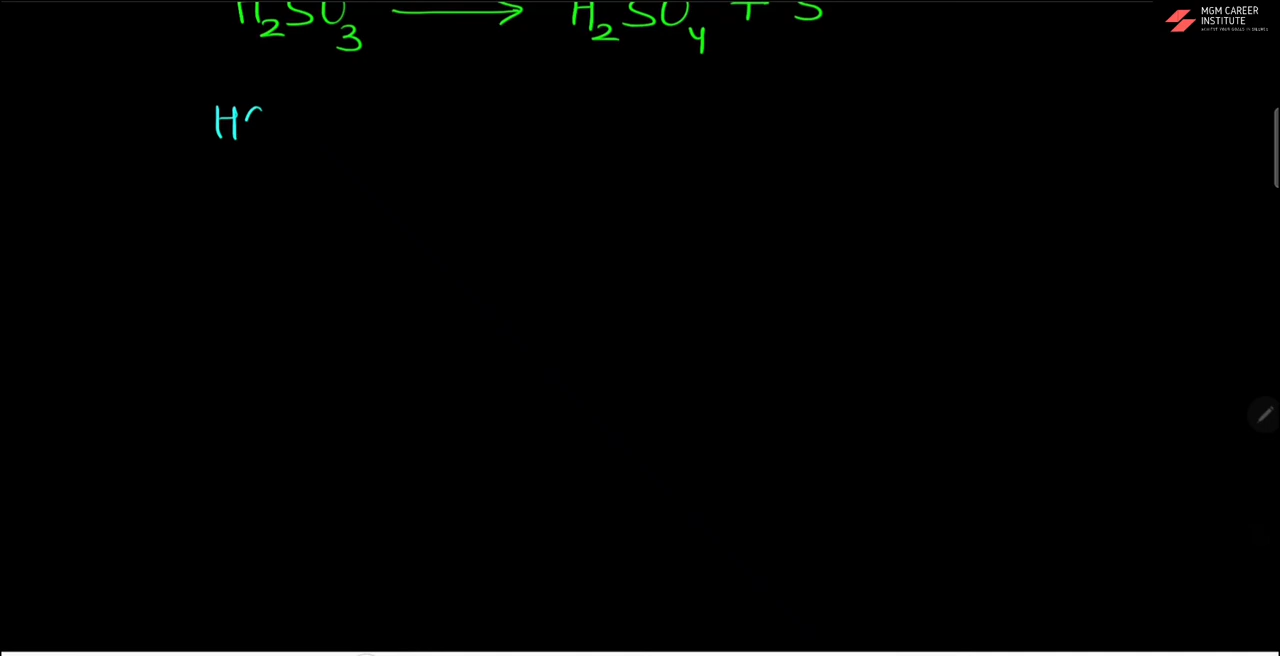 H₂SO₃ ⟶ H₂SO₄ + S
MGM CAREER
INSTITUTE
H